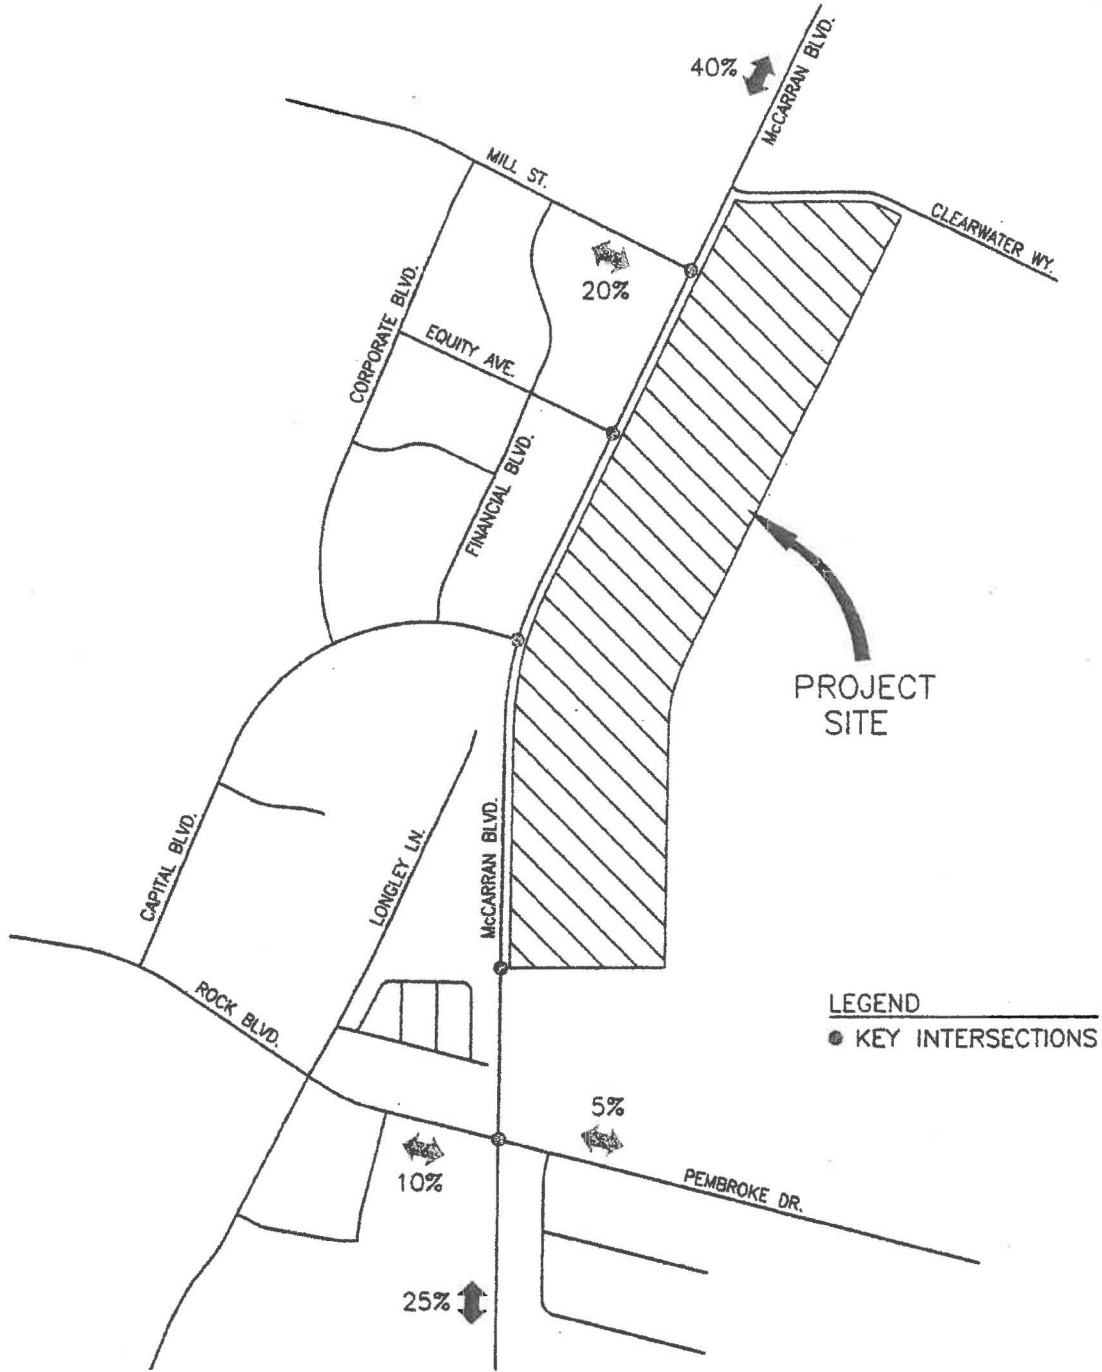 40%
McCARRAN BLVD.
MILL ST.
CLEARWATER WY.
20%
CORPORATE BLVD.
EQUITY AVE.
FINANCIAL BLVD.
PROJECT
SITE
CAPITAL BLVD.
LONGLEY LN.
McCARRAN BLVD.
ROCK BLVD.
LEGEND
KEY INTERSECTIONS
5%
10%
PEMBROKE DR.
25%